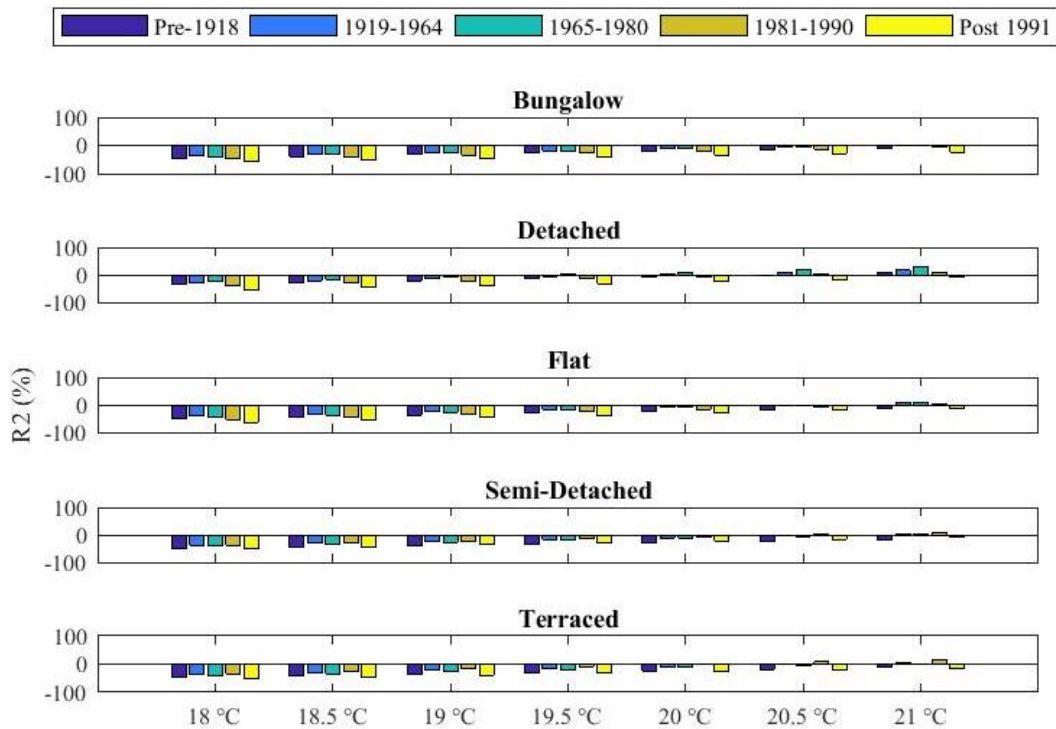 Pre-1918 1919-1964 1965-1980 1981-1990 Post 1991
Bungalow
100
0
-100
Detached
100
0
-100
Flat
100
0
-100
R2 (%)
Semi-Detached
100
0
-100
Terraced
100
0
-100
18 °C 18.5 °C 19 °C 19.5 °C 20 °C 20.5 °C 21 °C